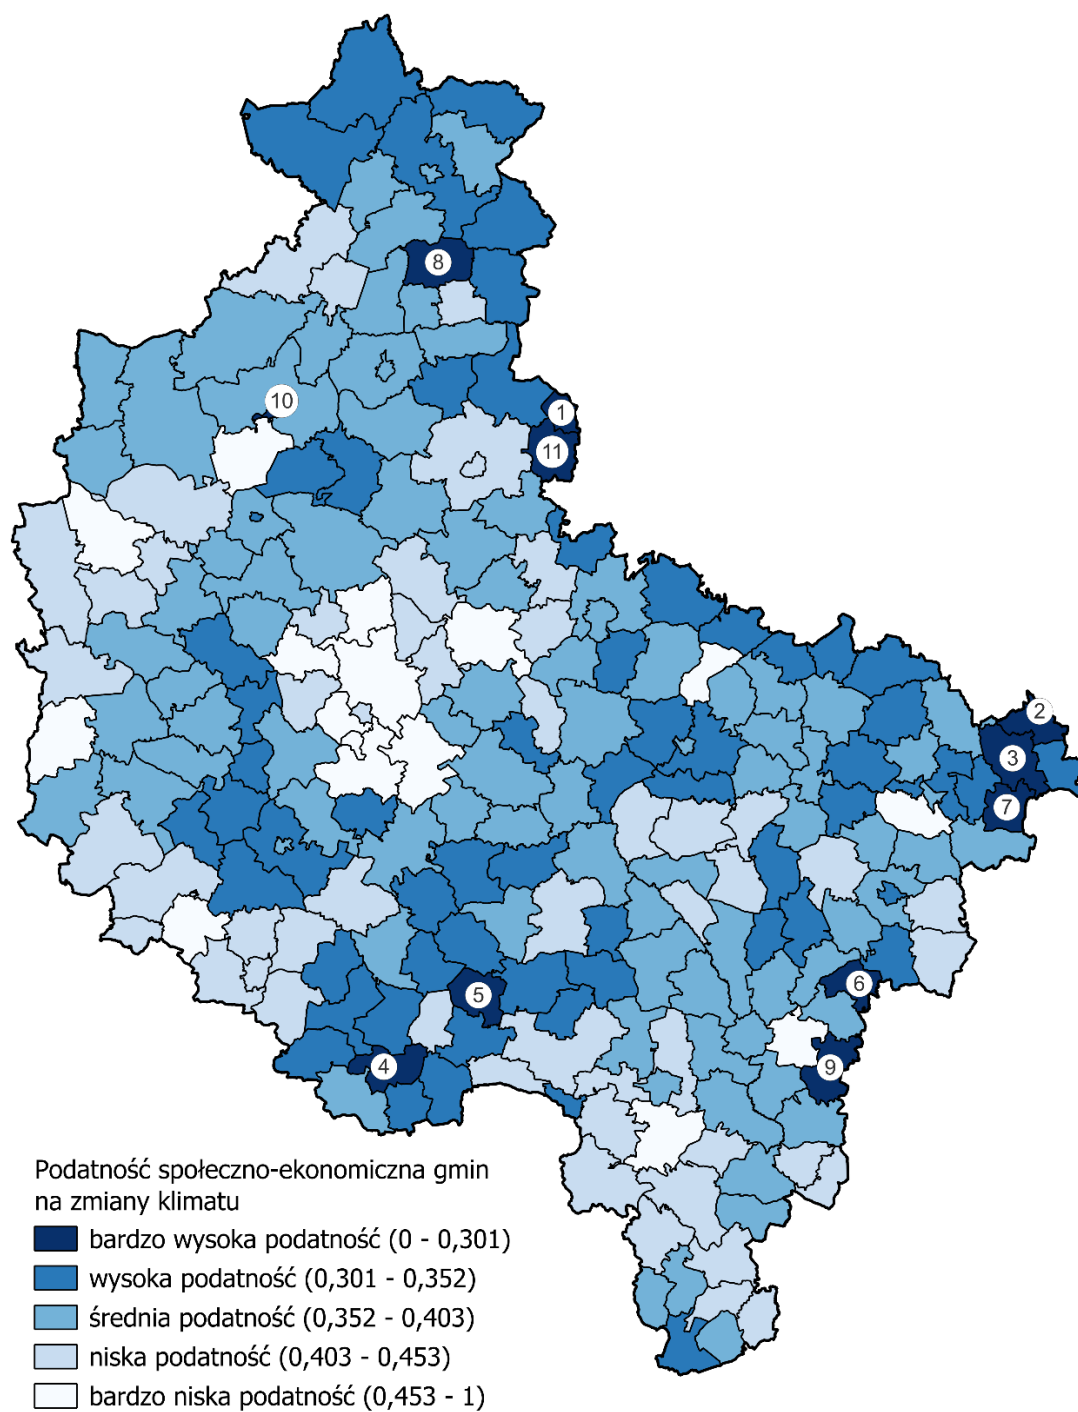 8
10
1
11
2
3
7
6
5
9
4
Podatność społeczno-ekonomiczna gmin
na zmiany klimatu
bardzo wysoka podatność (0 - 0,301)
wysoka podatność (0,301 - 0,352)
średnia podatność (0,352 - 0,403)
niska podatność (0,403 - 0,453)
bardzo niska podatność (0,453 - 1)